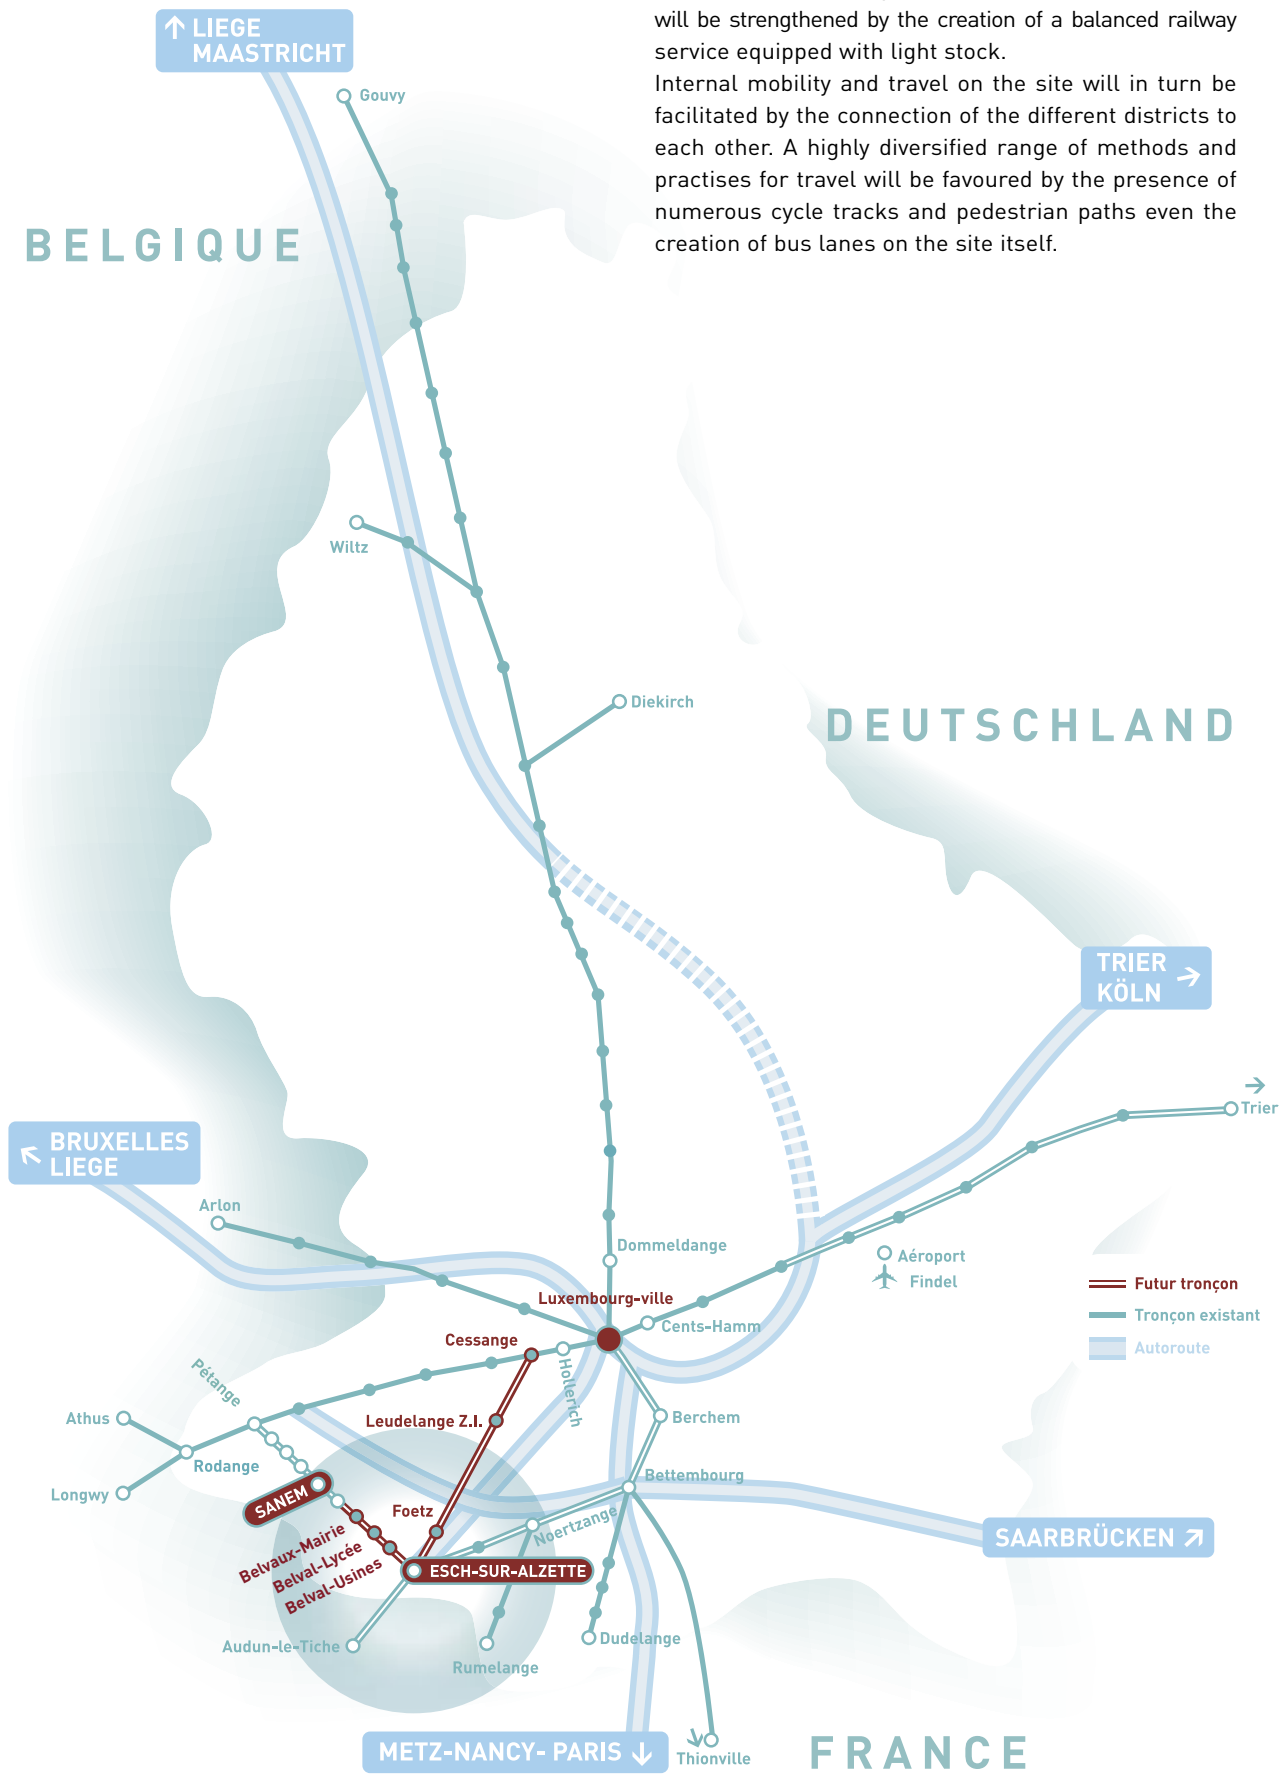 will be strengthened by the creation of a balanced railway
service equipped with light stock.
Internal mobility and travel on the site will in turn be
facilitated by the connection of the different districts to
each other. A highly diversified range of methods and
practises for travel will be favoured by the presence of
numerous cycle tracks and pedestrian paths even the
creation of bus lanes on the site itself.
↑ LIEGE
MAASTRICHT
Gouvy
BELGIQUE
Wiltz
Diekirch
DEUTSCHLAND
TRIER →
KÖLN
→
Trier
↖ BRUXELLES
LIEGE
Arlon
Dommeldange
Aéroport
Findel
Luxembourg-ville
Cents-Hamm
Futur tronçon
Tronçon existant
Autoroute
Cessange
Hollerich
Pétange
Athus
Leudelange Z.I.
Berchem
Rodange
Bettembourg
Longwy
SANEM
Foetz
Noertzange
SAARBRÜCKEN ↗
Belvaux-Mairie
Belval-Lycée
Belval-Usines
ESCH-SUR-ALZETTE
Audun-le-Tiche
Dudelange
Rumelange
METZ-NANCY- PARIS ↓
Thionville
FRANCE